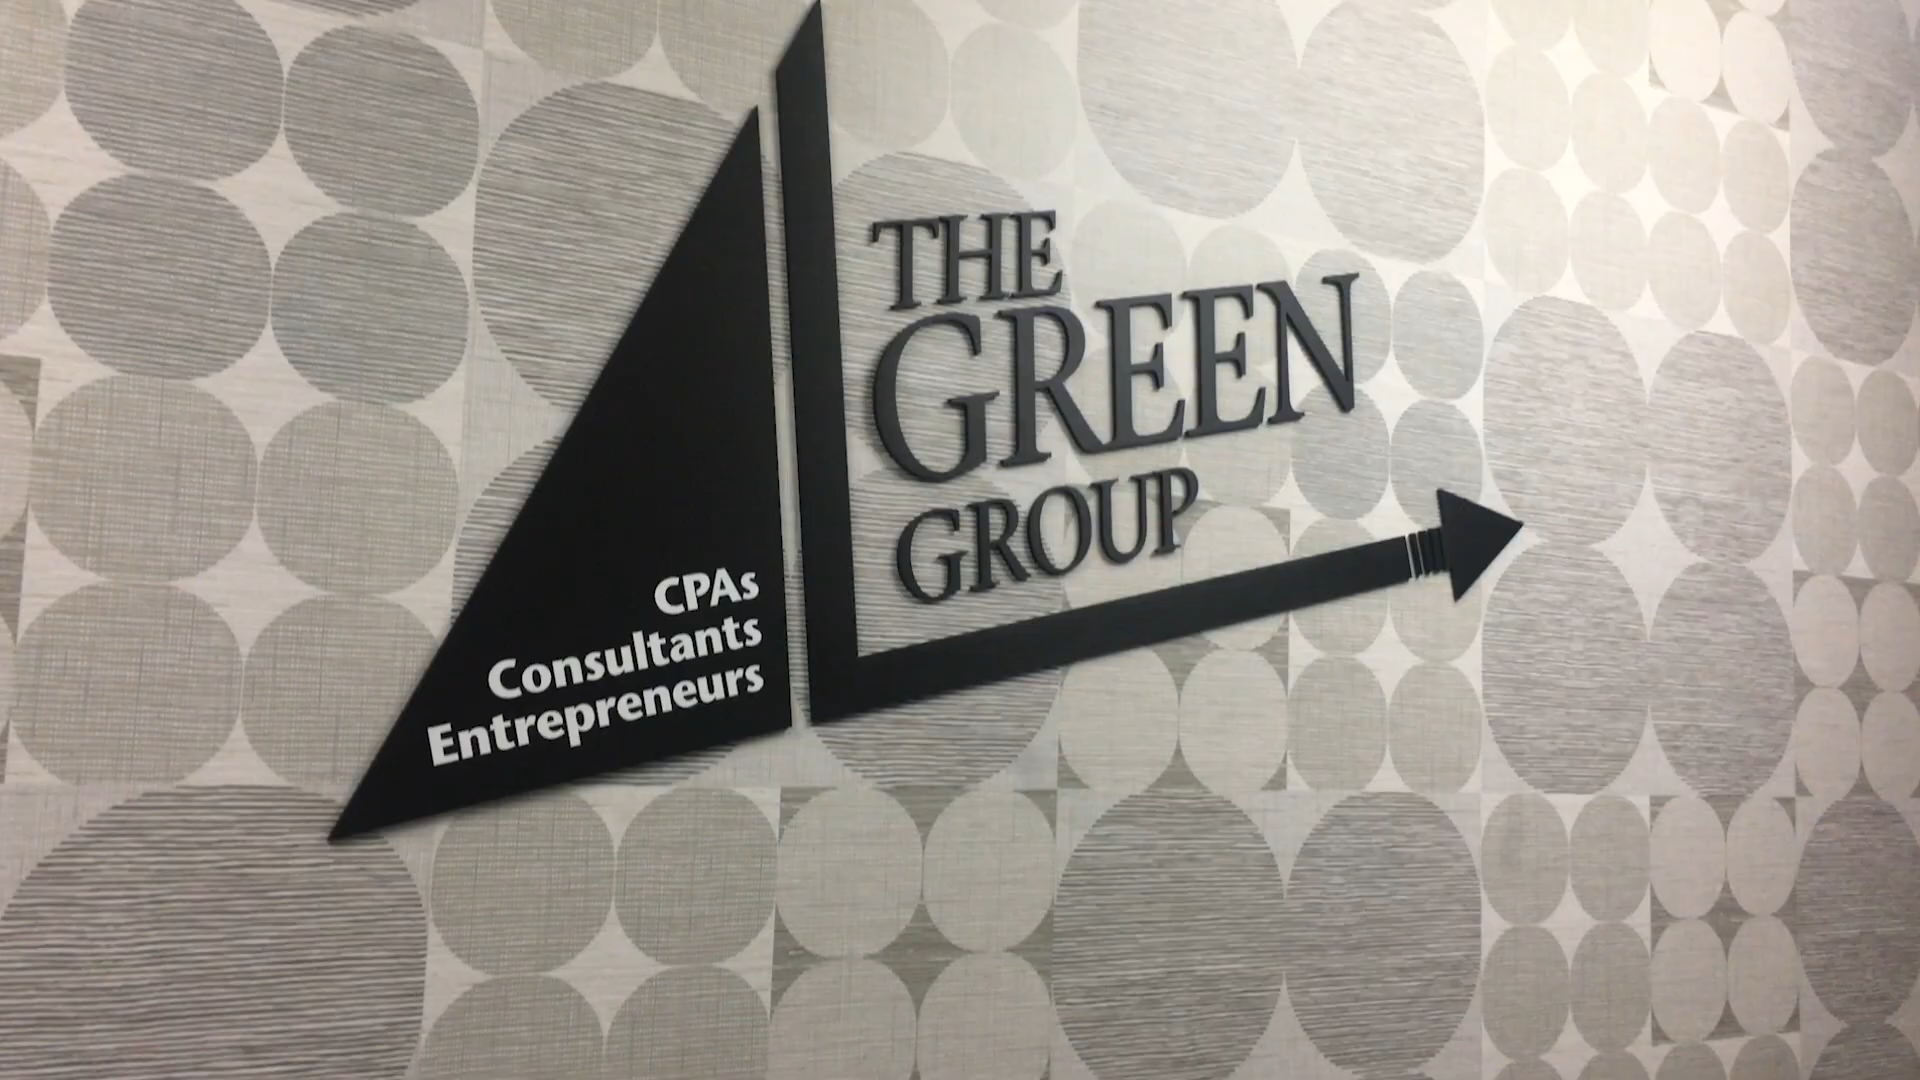 THE
GREEN
GROUP
CPAs
Consultants
Entrepreneurs